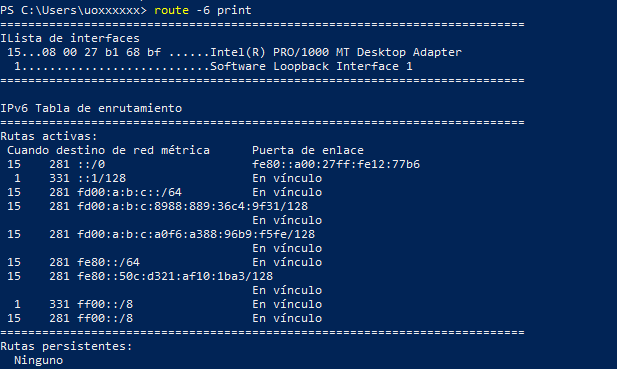 PS C:\Users\uoxxxxxx> route -6 print
===========================================================================
ILista de interfaces
 15...08 00 27 b1 68 bf ......Intel(R) PRO/1000 MT Desktop Adapter
  1...........................Software Loopback Interface 1
===========================================================================
IPv6 Tabla de enrutamiento
===========================================================================
Rutas activas:
 Cuando destino de red métrica      Puerta de enlace
 15    281 ::/0                     fe80::a00:27ff:fe12:77b6
  1    331 ::1/128                  En vínculo
 15    281 fd00:a:b:c::/64          En vínculo
 15    281 fd00:a:b:c:8988:889:36c4:9f31/128
                                    En vínculo
 15    281 fd00:a:b:c:a0f6:a388:96b9:f5fe/128
                                    En vínculo
 15    281 fe80::/64                En vínculo
 15    281 fe80::50c:d321:af10:1ba3/128
                                    En vínculo
  1    331 ff00::/8                 En vínculo
 15    281 ff00::/8                 En vínculo
===========================================================================
Rutas persistentes:
  Ninguno